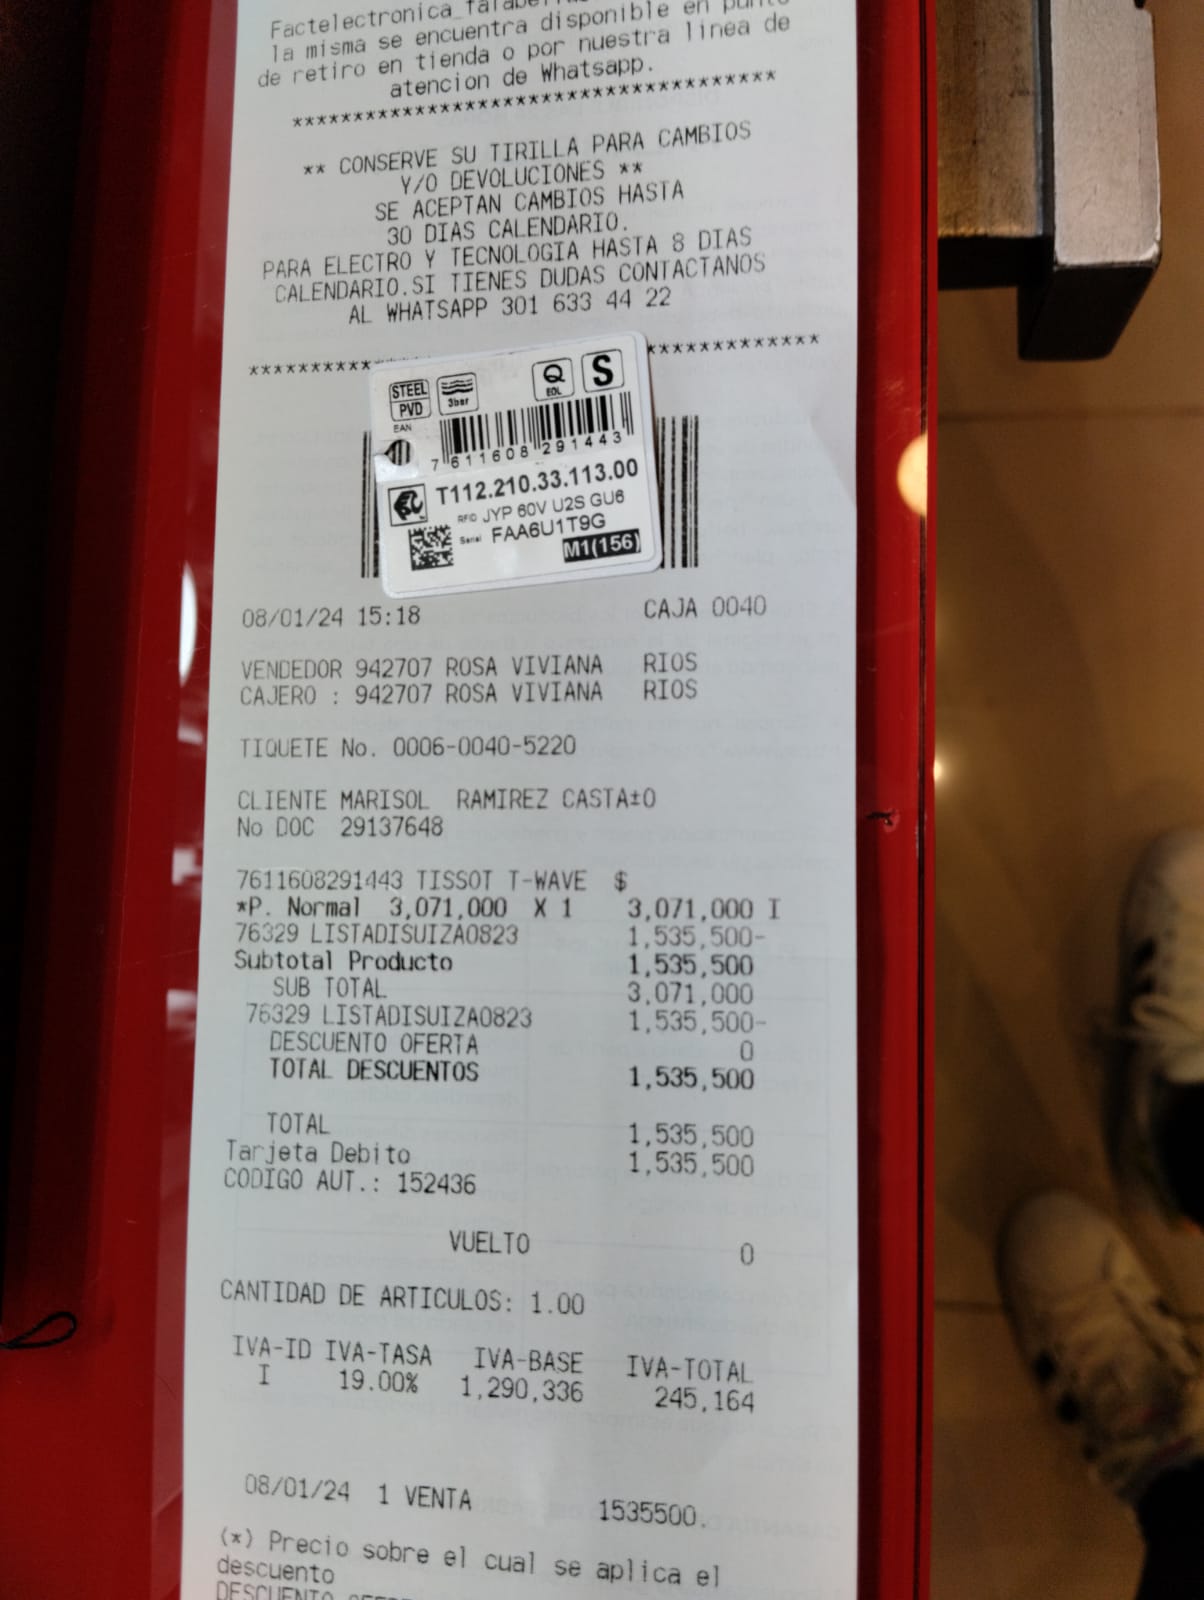 la misma se encuentra disponible en punto
de retiro en tienda o por nuestra linea de
atencion de Whatsapp.
***************************************
** CONSERVE SU TIRILLA PARA CAMBIOS
Y/O DEVOLUCIONES **
SE ACEPTAN CAMBIOS HASTA
30 DIAS CALENDARIO.
PARA ELECTRO Y TECNOLOGIA HASTA 8 DIAS
CALENDARIO.SI TIENES DUDAS CONTACTANOS
AL WHATSAPP 301 633 44 22
STEEL
PVD
3bar
Q
EOL
S
EAN
7 611608 291443
T112.210.33.113.00
RFID JYP 60V U2S GU6
Serial FAA6U1T9G
M1(156)
08/01/24 15:18 CAJA 0040
VENDEDOR 942707 ROSA VIVIANA RIOS
CAJERO : 942707 ROSA VIVIANA RIOS
TIQUETE No. 0006-0040-5220
CLIENTE MARISOL RAMIREZ CASTA±O
No DOC 29137648
7611608291443 TISSOT T-WAVE $
*P. Normal 3,071,000 X 1 3,071,000 I
76329 LISTADISUIZA0823 1,535,500-
Subtotal Producto 1,535,500
SUB TOTAL 3,071,000
76329 LISTADISUIZA0823 1,535,500-
DESCUENTO OFERTA 0
TOTAL DESCUENTOS 1,535,500
TOTAL 1,535,500
Tarjeta Debito 1,535,500
CODIGO AUT.: 152436
VUELTO 0
CANTIDAD DE ARTICULOS: 1.00
IVA-ID IVA-TASA IVA-BASE IVA-TOTAL
I 19.00% 1,290,336 245,164
08/01/24 1 VENTA 1535500.
(*) Precio sobre el cual se aplica el
descuento